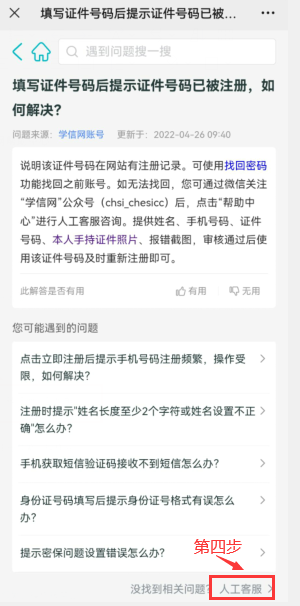 填写证件号码后提示证件号码已被...
遇到问题搜一搜
填写证件号码后提示证件号码已被注册，如
何解决？
问题来源：学信网账号 更新于：2022-04-26 09:40
说明该证件号码在网站有注册记录。可使用找回密码
功能找回之前账号。如无法找回，您可通过微信关注
“学信网”公众号（chsi_chesicc）后，点击“帮助中
心”进行人工客服咨询。提供姓名、手机号码、证件
号码、本人手持证件照片、报错截图，审核通过后使
用该证件号码及时重新注册即可。
此解答是否有用 有用 无用
您可能遇到的问题
点击立即注册后提示手机号码注册频繁，操作受
限，如何解决？
注册时提示"姓名长度至少2个字符或姓名设置不正
确"怎么办？
手机获取短信验证码接收不到短信怎么办？
身份证号码填写后提示身份证号格式有误怎么
办？
提示密保问题设置错误怎么办？
第四步
没找到相关问题？ 人工客服